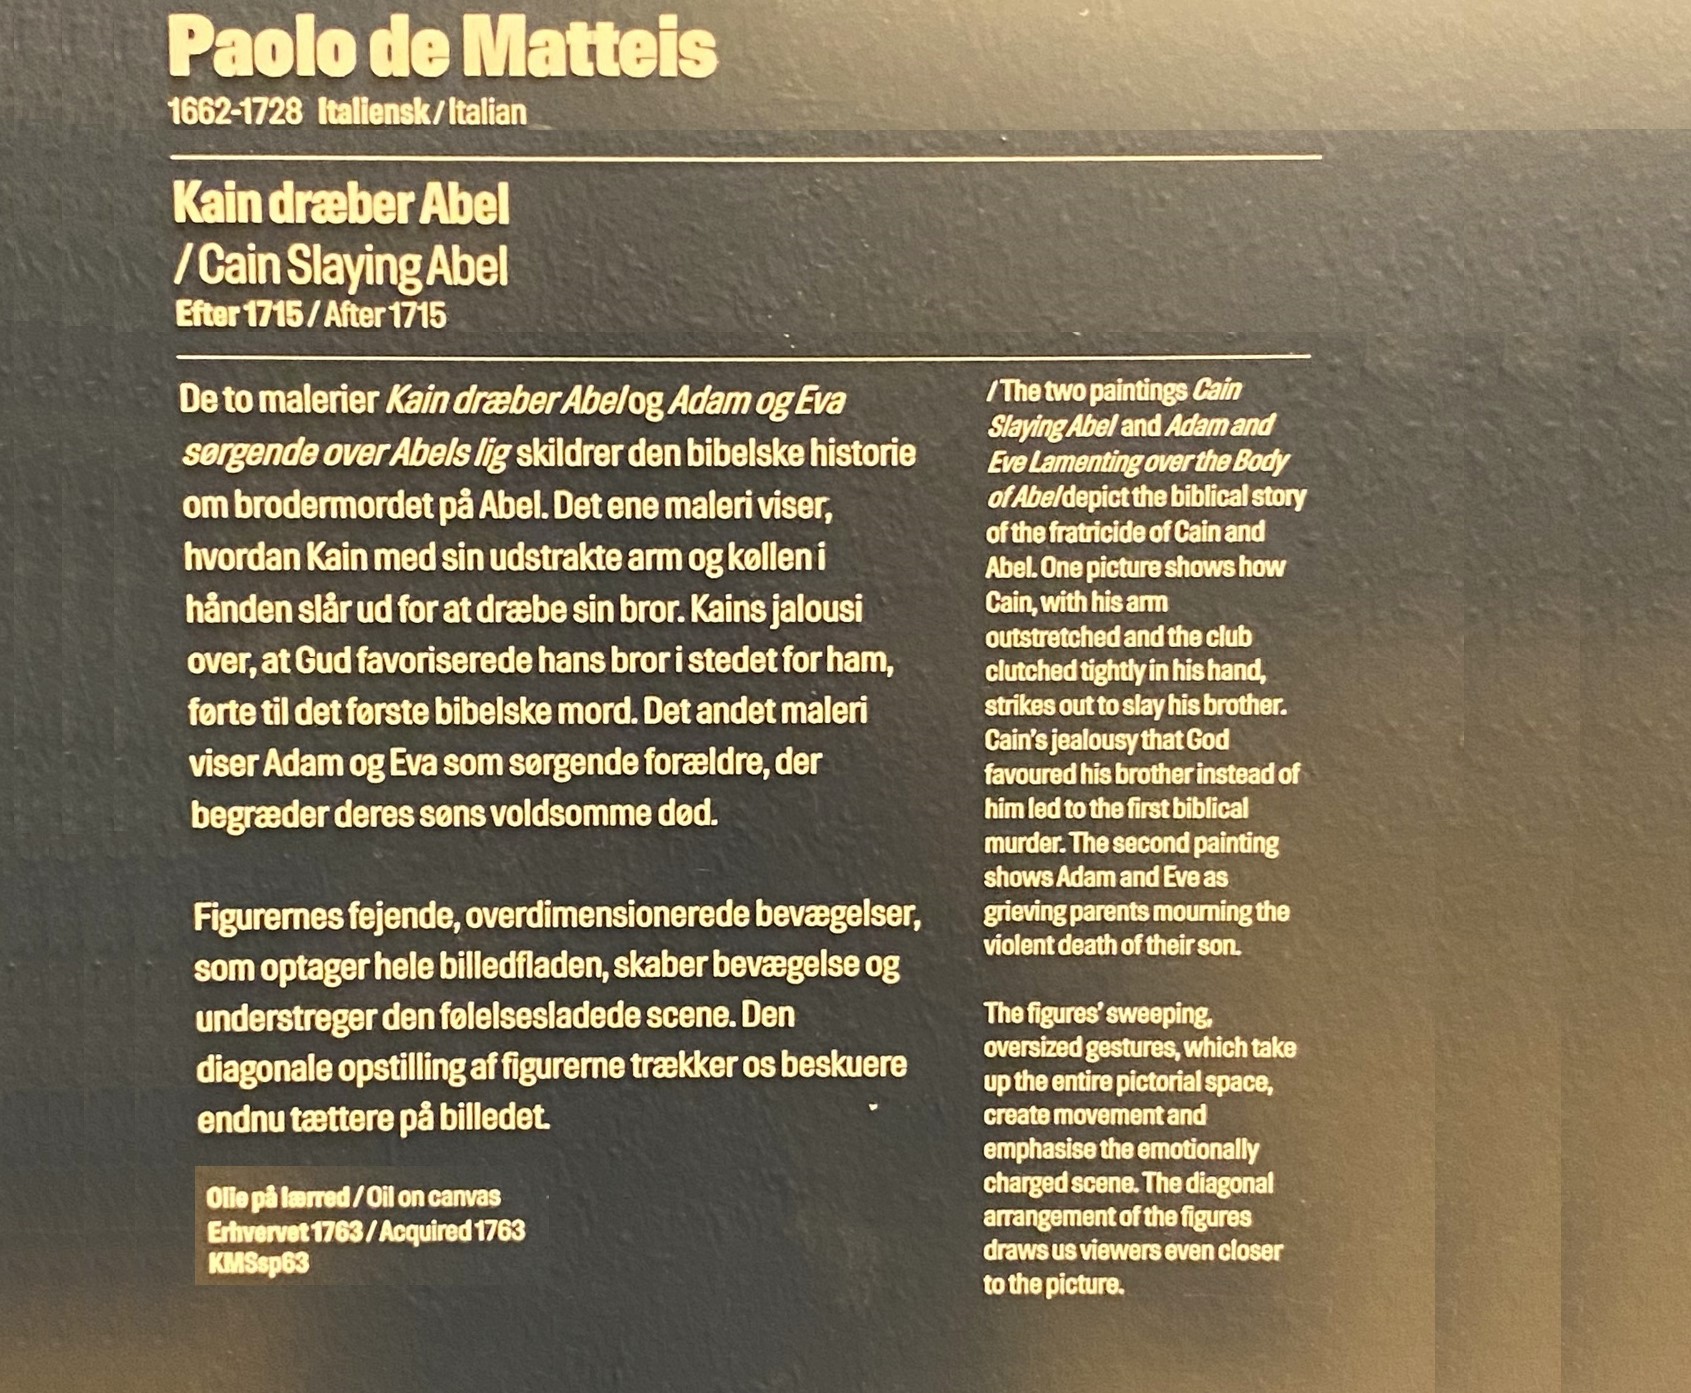 Paolo de Matteis
1662-1728 Italiensk / Italian
Kain dræber Abel
/ Cain Slaying Abel
Efter 1715 / After 1715
De to malerier Kain dræber Abel og Adam og Eva
sørgende over Abels lig skildrer den bibelske historie
om brodermordet på Abel. Det ene maleri viser,
hvordan Kain med sin udstrakte arm og køllen i
hånden slår ud for at dræbe sin bror. Kains jalousi
over, at Gud favoriserede hans bror i stedet for ham,
førte til det første bibelske mord. Det andet maleri
viser Adam og Eva som sørgende forældre, der
begræder deres søns voldsomme død.
Figurernes fejende, overdimensionerede bevægelser,
som optager hele billedfladen, skaber bevægelse og
understreger den følelsesladede scene. Den
diagonale opstilling af figurerne trækker os beskuere
endnu tættere på billedet.
Olie på lærred / Oil on canvas
Erhvervet 1763 / Acquired 1763
KMSsp63
/ The two paintings Cain
Slaying Abel and Adam and
Eve Lamenting over the Body
of Abel depict the biblical story
of the fratricide of Cain and
Abel. One picture shows how
Cain, with his arm
outstretched and the club
clutched tightly in his hand,
strikes out to slay his brother.
Cain's jealousy that God
favoured his brother instead of
him led to the first biblical
murder. The second painting
shows Adam and Eve as
grieving parents mourning the
violent death of their son.
The figures' sweeping,
oversized gestures, which take
up the entire pictorial space,
create movement and
emphasise the emotionally
charged scene. The diagonal
arrangement of the figures
draws us viewers even closer
to the picture.